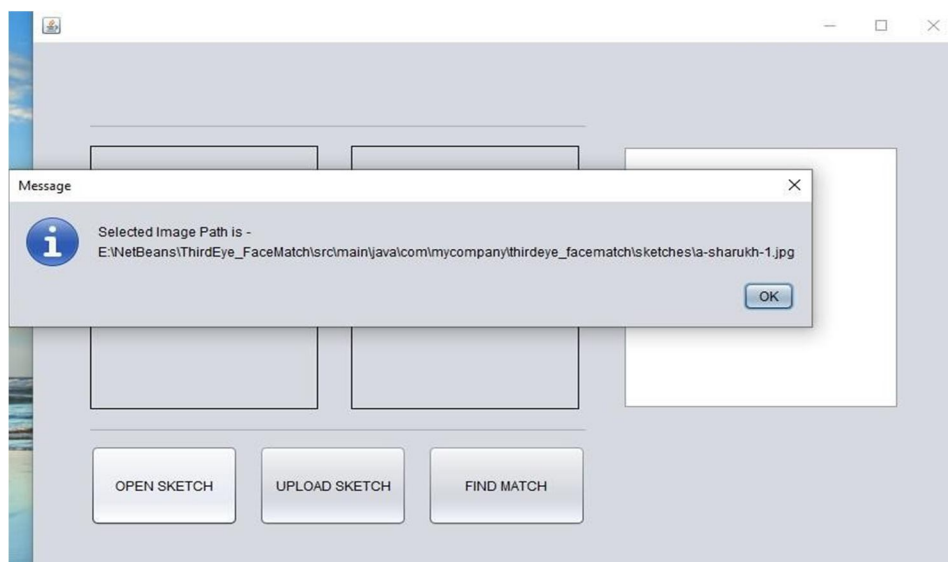 Message
Selected Image Path is -
E:\NetBeans\ThirdEye_FaceMatch\src\main\java\com\mycompany\thirdeye_facematch\sketches\a-sharukh-1.jpg
OK
OPEN SKETCH
UPLOAD SKETCH
FIND MATCH